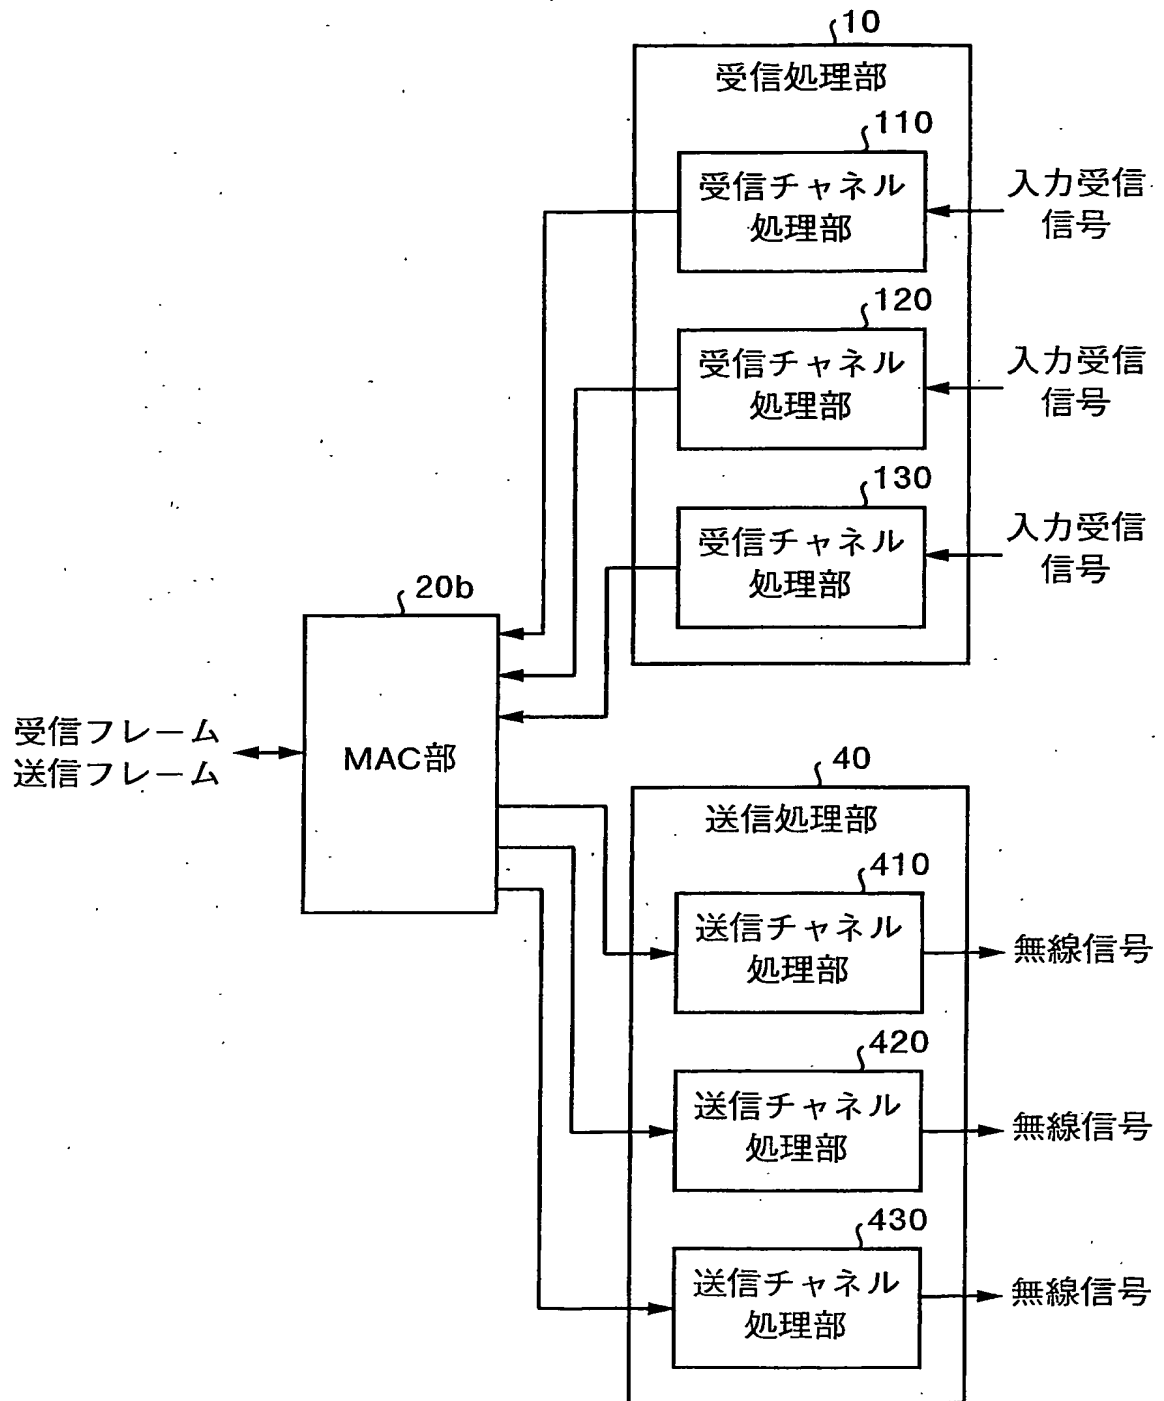 10
受信処理部
110
受信チャネル
処理部
入力受信
信号
120
受信チャネル
処理部
入力受信
信号
130
受信チャネル
処理部
入力受信
信号
20b
MAC部
受信フレーム
送信フレーム
40
送信処理部
410
送信チャネル
処理部
無線信号
420
送信チャネル
処理部
無線信号
430
送信チャネル
処理部
無線信号